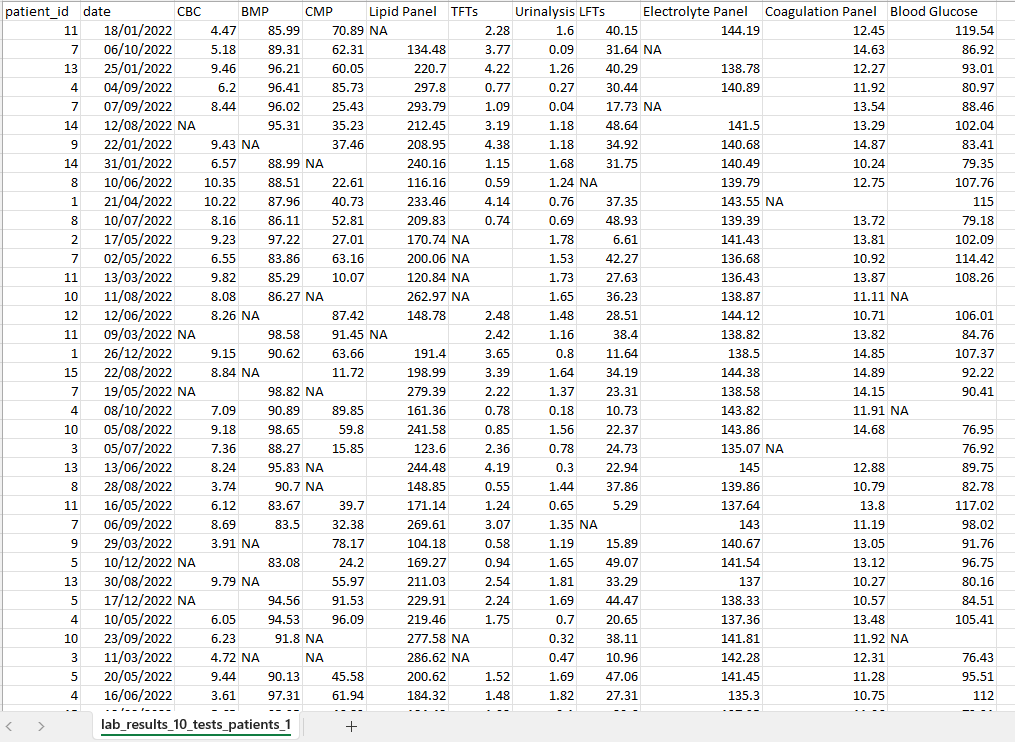 patient_id date CBC BMP CMP Lipid Panel TFTs Urinalysis LFTs Electrolyte Panel Coagulation Panel Blood Glucose
11 18/01/2022 4.47 85.99 70.89 NA 2.28 1.6 40.15 144.19 12.45 119.54
7 06/10/2022 5.18 89.31 62.31 134.48 3.77 0.09 31.64 NA 14.63 86.92
13 25/01/2022 9.46 96.21 60.05 220.7 4.22 1.26 40.29 138.78 12.27 93.01
4 04/09/2022 6.2 96.41 85.73 297.8 0.77 0.27 30.44 140.89 11.92 80.97
7 07/09/2022 8.44 96.02 25.43 293.79 1.09 0.04 17.73 NA 13.54 88.46
14 12/08/2022 NA 95.31 35.23 212.45 3.19 1.18 48.64 141.5 13.29 102.04
9 22/01/2022 9.43 NA 37.46 208.95 4.38 1.18 34.92 140.68 14.87 83.41
14 31/01/2022 6.57 88.99 NA 240.16 1.15 1.68 31.75 140.49 10.24 79.35
8 10/06/2022 10.35 88.51 22.61 116.16 0.59 1.24 NA 139.79 12.75 107.76
1 21/04/2022 10.22 87.96 40.73 233.46 4.14 0.76 37.35 143.55 NA 115
8 10/07/2022 8.16 86.11 52.81 209.83 0.74 0.69 48.93 139.39 13.72 79.18
2 17/05/2022 9.23 97.22 27.01 170.74 NA 1.78 6.61 141.43 13.81 102.09
7 02/05/2022 6.55 83.86 63.16 200.06 NA 1.53 42.27 136.68 10.92 114.42
11 13/03/2022 9.82 85.29 10.07 120.84 NA 1.73 27.63 136.43 13.87 108.26
10 11/08/2022 8.08 86.27 NA 262.97 NA 1.65 36.23 138.87 11.11 NA
12 12/06/2022 8.26 NA 87.42 148.78 2.48 1.48 28.51 144.12 10.71 106.01
11 09/03/2022 NA 98.58 91.45 NA 2.42 1.16 38.4 138.82 13.82 84.76
1 26/12/2022 9.15 90.62 63.66 191.4 3.65 0.8 11.64 138.5 14.85 107.37
15 22/08/2022 8.84 NA 11.72 198.99 3.39 1.64 34.19 144.38 14.89 92.22
7 19/05/2022 NA 98.82 NA 279.39 2.22 1.37 23.31 138.58 14.15 90.41
4 08/10/2022 7.09 90.89 89.85 161.36 0.78 0.18 10.73 143.82 11.91 NA
10 05/08/2022 9.18 98.65 59.8 241.58 0.85 1.56 22.37 143.86 14.68 76.95
3 05/07/2022 7.36 88.27 15.85 123.6 2.36 0.78 24.73 135.07 NA 76.92
13 13/06/2022 8.24 95.83 NA 244.48 4.19 0.3 22.94 145 12.88 89.75
8 28/08/2022 3.74 90.7 NA 148.85 0.55 1.44 37.86 139.86 10.79 82.78
11 16/05/2022 6.12 83.67 39.7 171.14 1.24 0.65 5.29 137.64 13.8 117.02
7 06/09/2022 8.69 83.5 32.38 269.61 3.07 1.35 NA 143 11.19 98.02
9 29/03/2022 3.91 NA 78.17 104.18 0.58 1.19 15.89 140.67 13.05 91.76
5 10/12/2022 NA 83.08 24.2 169.27 0.94 1.65 49.07 141.54 13.12 96.75
13 30/08/2022 9.79 NA 55.97 211.03 2.54 1.81 33.29 137 10.27 80.16
5 17/12/2022 NA 94.56 91.53 229.91 2.24 1.69 44.47 138.33 10.57 84.51
4 10/05/2022 6.05 94.53 96.09 219.46 1.75 0.7 20.65 137.36 13.48 105.41
10 23/09/2022 6.23 91.8 NA 277.58 NA 0.32 38.11 141.81 11.92 NA
3 11/03/2022 4.72 NA NA 286.62 NA 0.47 10.96 142.28 12.31 76.43
5 20/05/2022 9.44 90.13 45.58 200.62 1.52 1.69 47.06 141.45 11.28 95.51
4 16/06/2022 3.61 97.31 61.94 184.32 1.48 1.82 27.31 135.3 10.75 112
lab_results_10_tests_patients_1